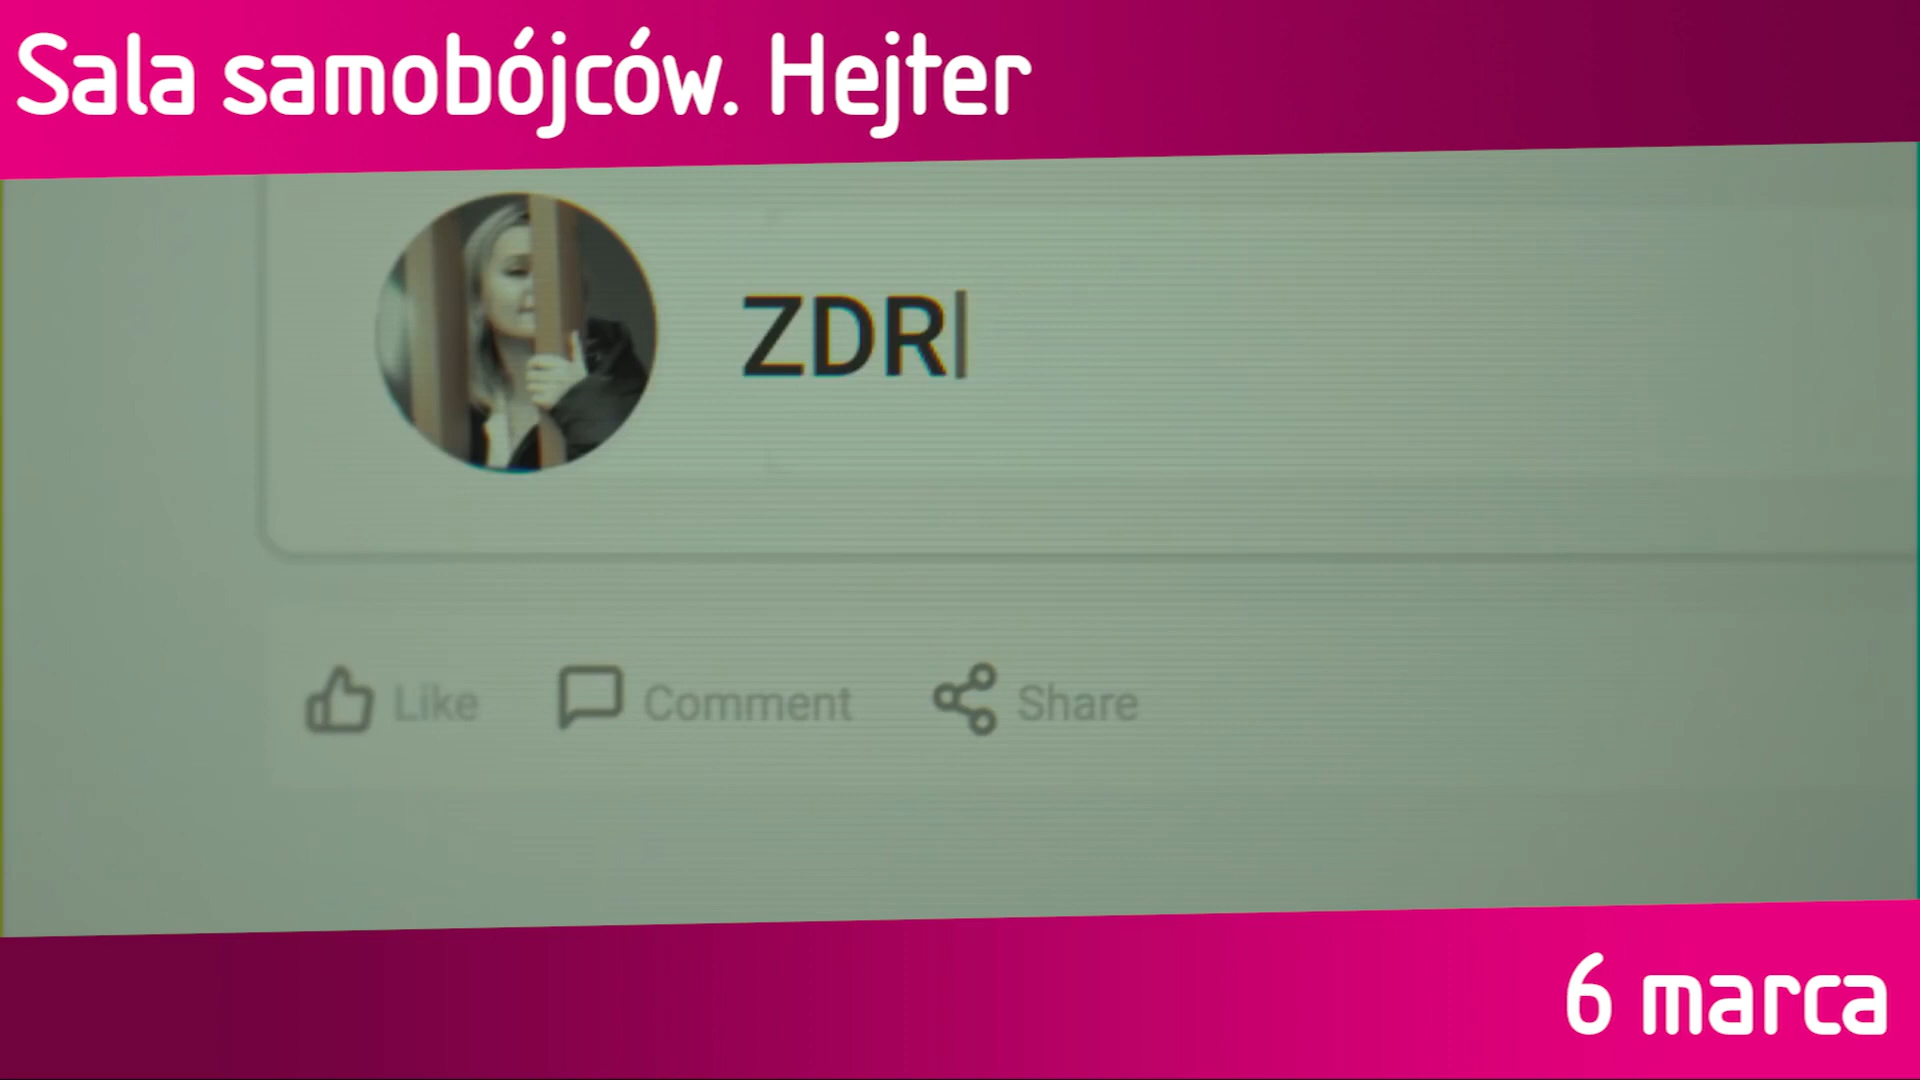 Sala samobójców. Hejter
ZDR
Like
Comment
Share
6 marca